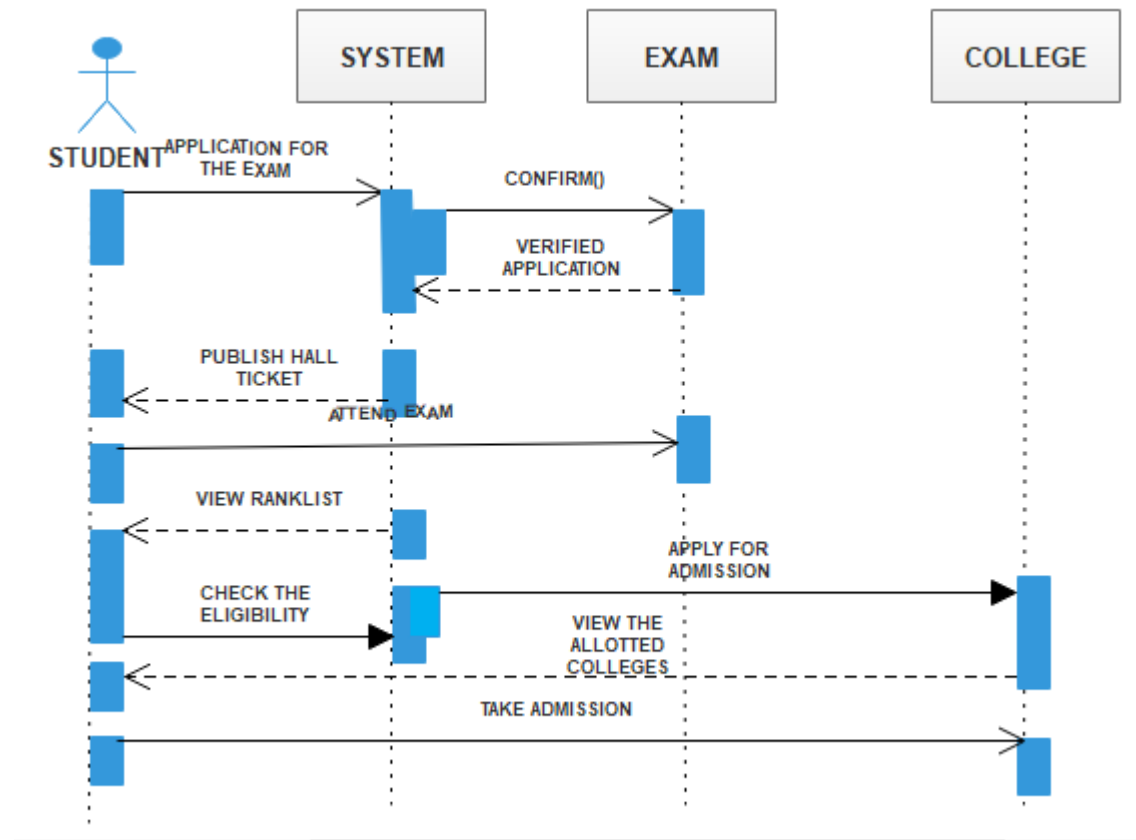 SYSTEM
EXAM
COLLEGE
STUDENT
APPLICATION FOR
THE EXAM
CONFIRM()
VERIFIED
APPLICATION
PUBLISH HALL
TICKET
ATTEND EXAM
VIEW RANKLIST
APPLY FOR
ADMISSION
CHECK THE
ELIGIBILITY
VIEW THE
ALLOTTED
COLLEGES
TAKE ADMISSION